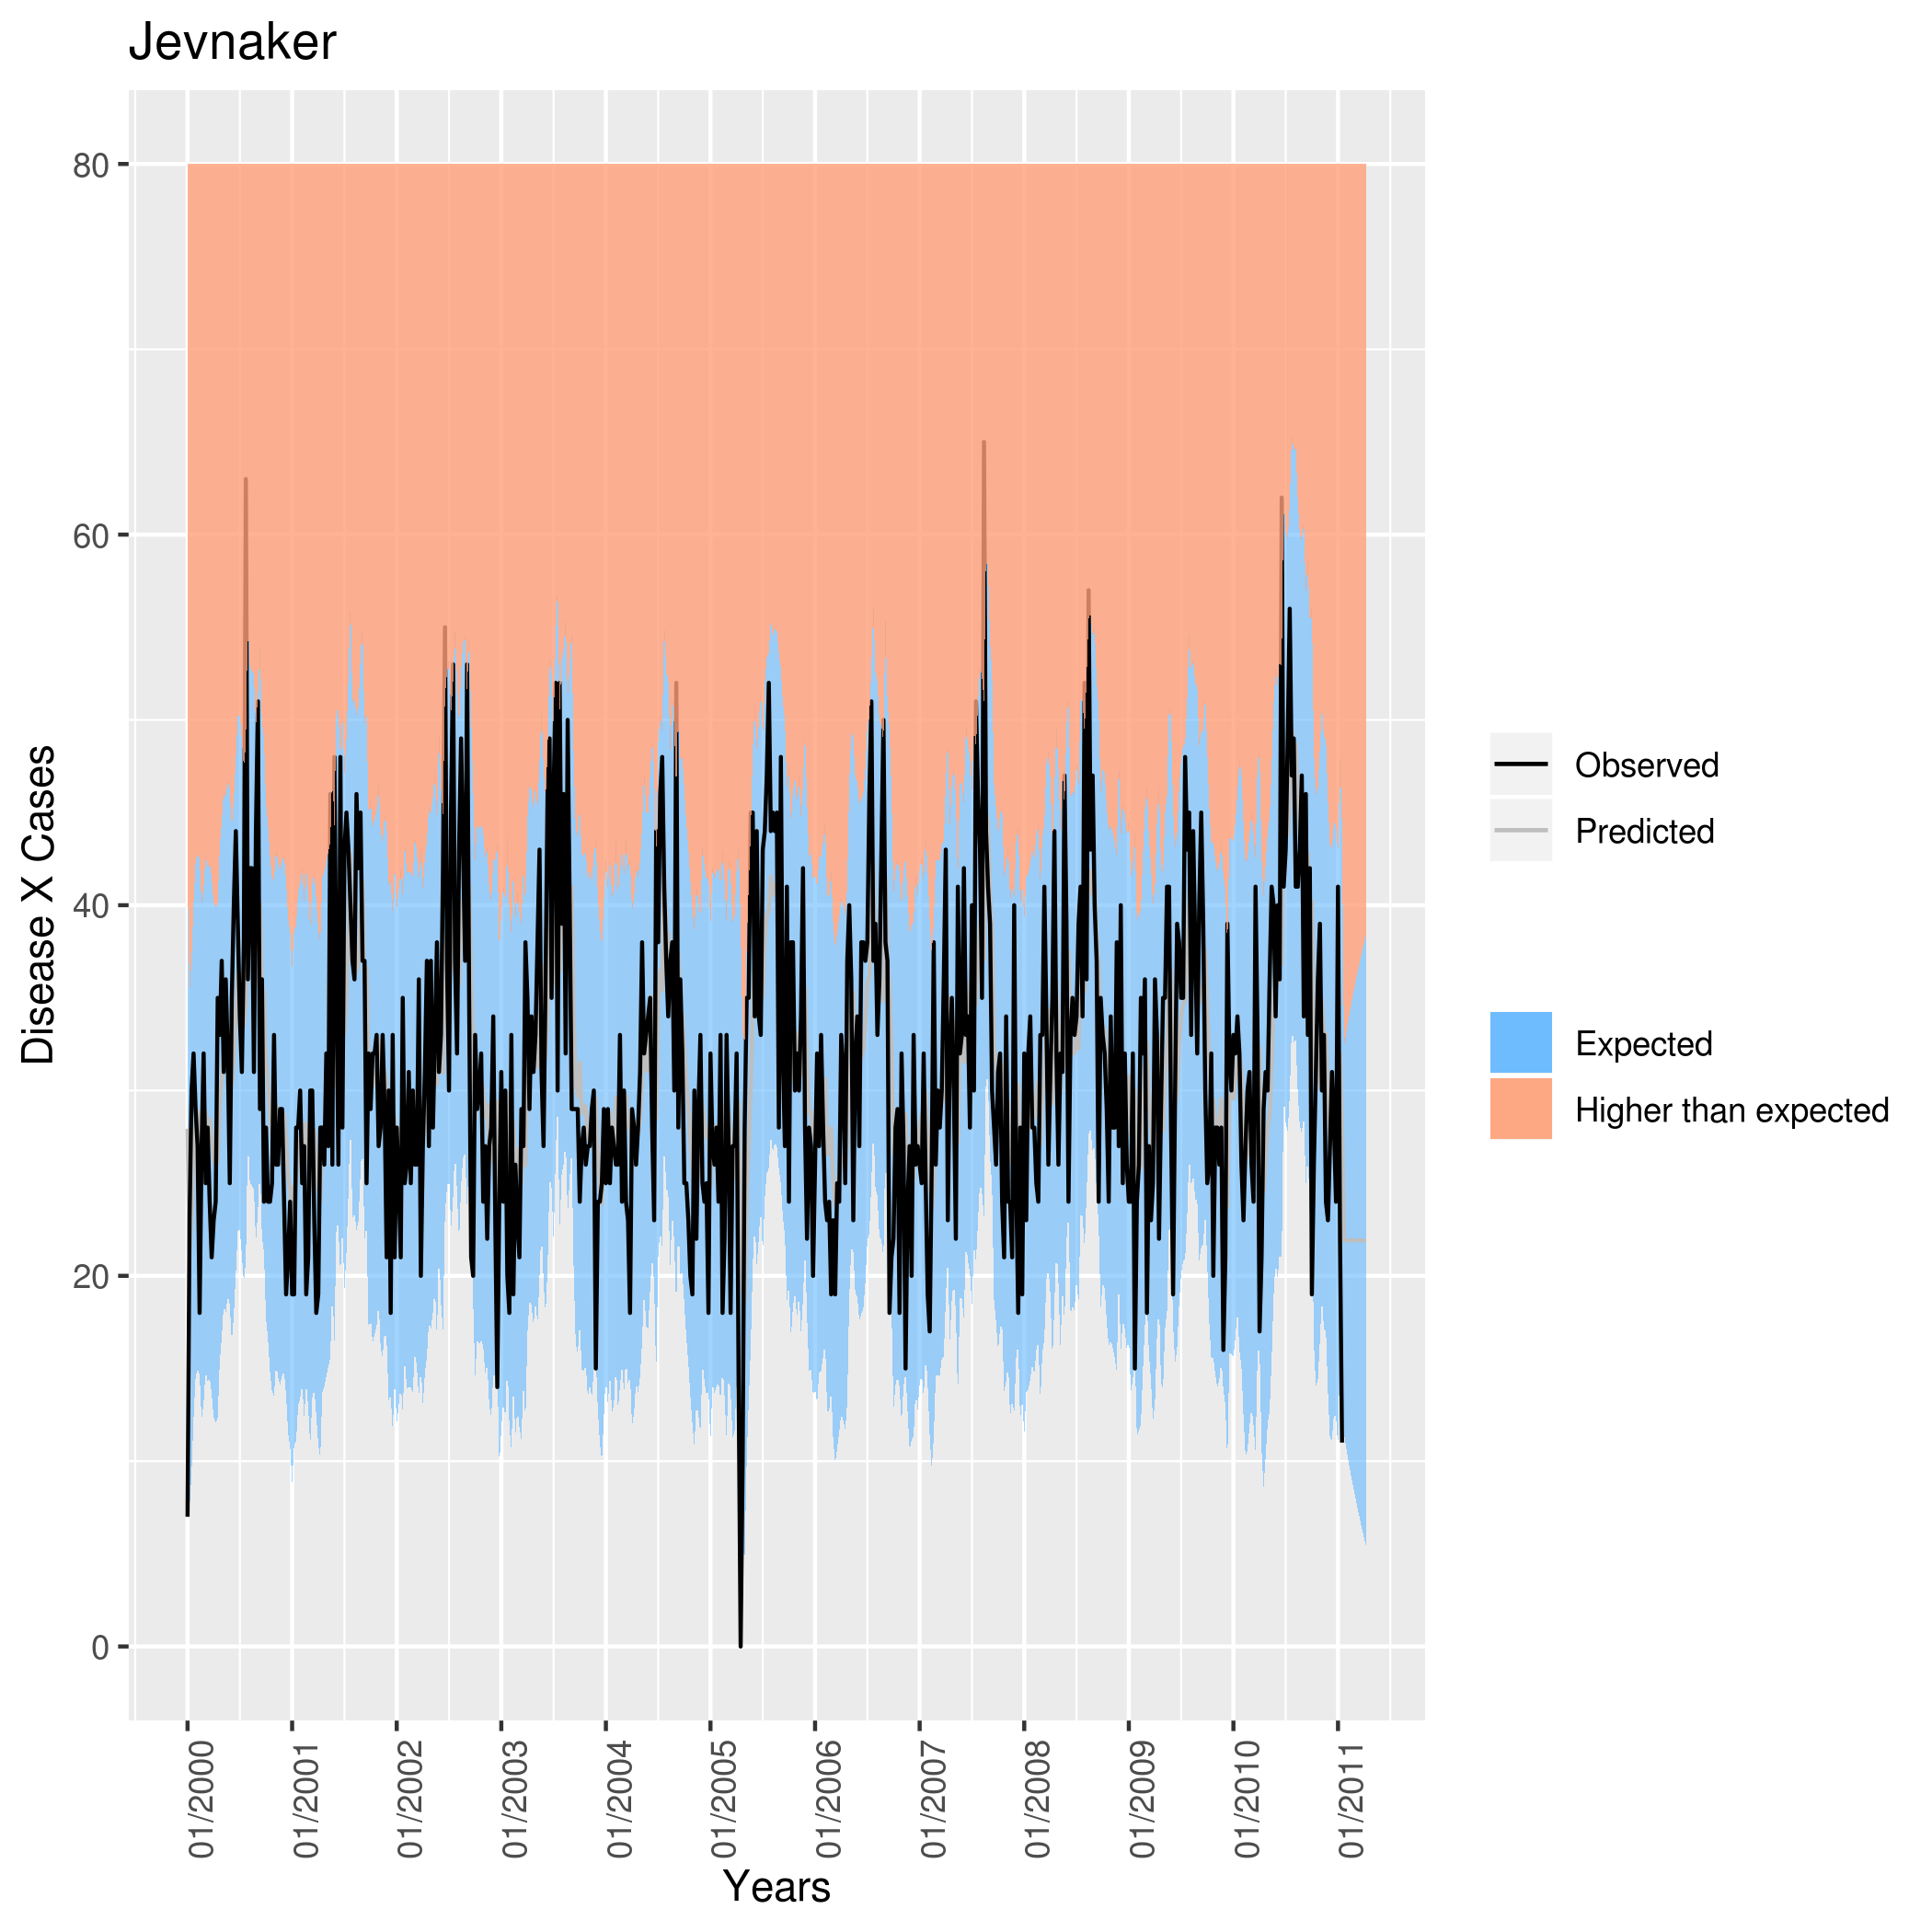 Jevnaker
Disease X Cases
80
60
40
20
0
01/2000
01/2001
01/2002
01/2003
01/2004
01/2005
01/2006
01/2007
01/2008
01/2009
01/2010
01/2011
Years
Observed
Predicted
Expected
Higher than expected